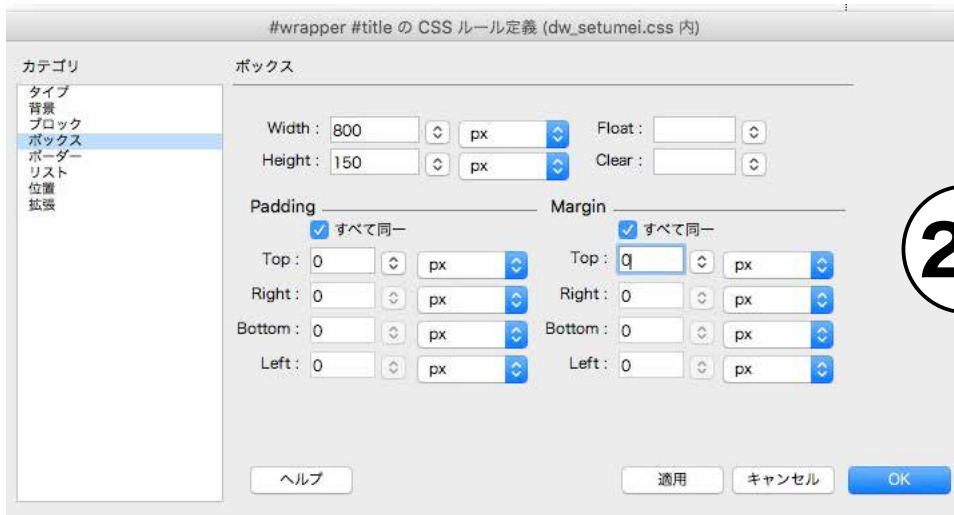 #wrapper #title の CSS ルール定義 (dw_setumei.css 内)
カテゴリ
タイプ
背景
ブロック
ボックス
ボーダー
リスト
位置
拡張
ボックス
Width : 800 px Float :
Height : 150 px Clear :
Padding
すべて同一
Top : 0 px
Right : 0 px
Bottom : 0 px
Left : 0 px
Margin
すべて同一
Top : 0 px
Right : 0 px
Bottom : 0 px
Left : 0 px
ヘルプ
適用
キャンセル
OK
2